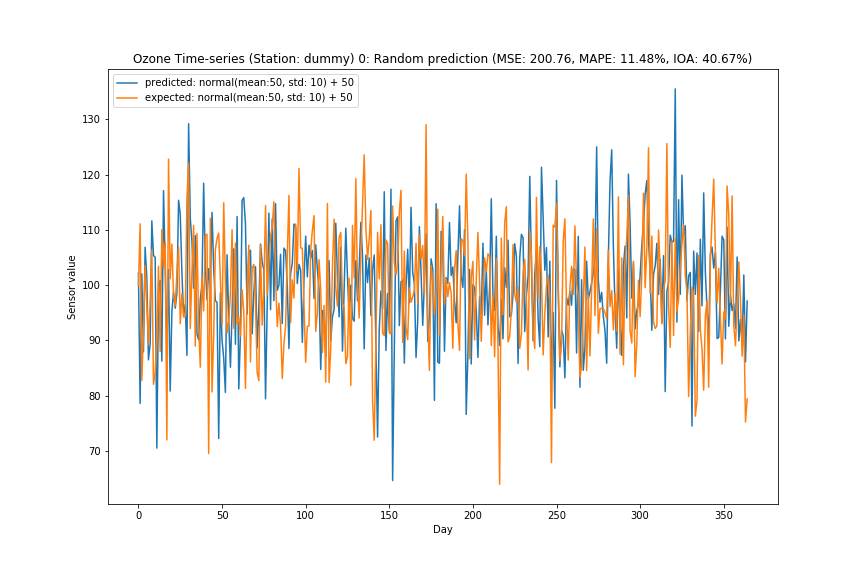 Ozone Time-series (Station: dummy) 0: Random prediction (MSE: 200.76, MAPE: 11.48%, IOA: 40.67%)
predicted: normal(mean:50, std: 10) + 50
expected: normal(mean:50, std: 10) + 50
Sensor value
130
120
110
100
90
80
70
0 50 100 150 200 250 300 350
Day